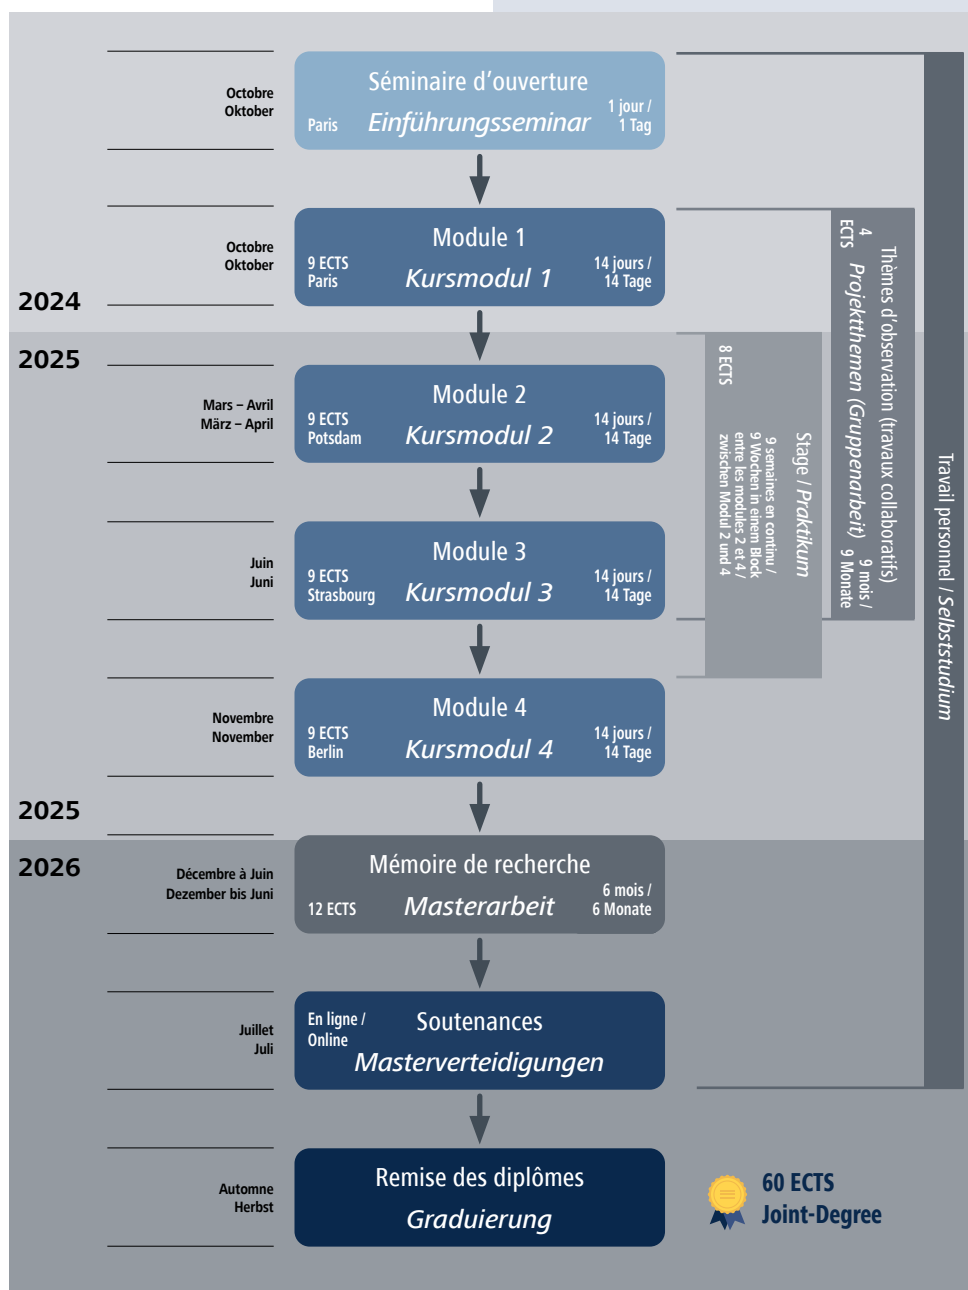 Octobre
Oktober
Séminaire d'ouverture
Paris
Einführungsseminar
1 jour /
1 Tag
Octobre
Oktober
Module 1
9 ECTS
Paris
Kursmodul 1
14 jours /
14 Tage
2024
2025
Mars – Avril
März – April
Module 2
9 ECTS
Potsdam
Kursmodul 2
14 jours /
14 Tage
Juin
Juni
Module 3
9 ECTS
Strasbourg
Kursmodul 3
14 jours /
14 Tage
Novembre
November
Module 4
9 ECTS
Berlin
Kursmodul 4
14 jours /
14 Tage
2025
2026
Décembre à Juin
Dezember bis Juni
Mémoire de recherche
12 ECTS
Masterarbeit
6 mois /
6 Monate
Juillet
Juli
En ligne /
Online
Soutenances
Masterverteidigungen
Automne
Herbst
Remise des diplômes
Graduierung
Stage / Praktikum
8 ECTS
9 semaines en continu /
9 Wochen in einem Block
entre les modules 2 et 4 /
zwischen Modul 2 und 4
4
ECTS
Thèmes d'observation (travaux collaboratifs)
Projektthemen (Gruppenarbeit)
9 mois /
9 Monate
Travail personnel / Selbststudium
60 ECTS
Joint-Degree